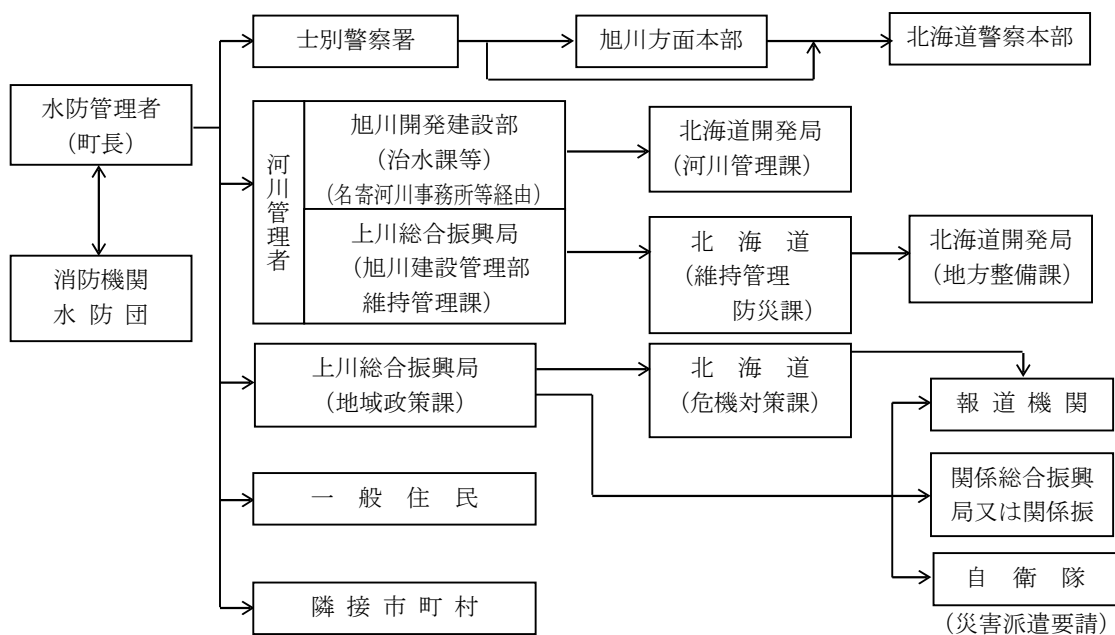 士別警察署
旭川方面本部
北海道警察本部
水防管理者
(町長)
河川管理者
旭川開発建設部
(治水課等)
(名寄河川事務所等経由)
北海道開発局
(河川管理課)
上川総合振興局
(旭川建設管理部
維持管理課)
北海道
(維持管理
防災課)
北海道開発局
(地方整備課)
消防機関
水防団
上川総合振興局
(地域政策課)
北海道
(危機対策課)
報道機関
一般住民
関係総合振興
局又は関係振
隣接市町村
自衛隊
(災害派遣要請)